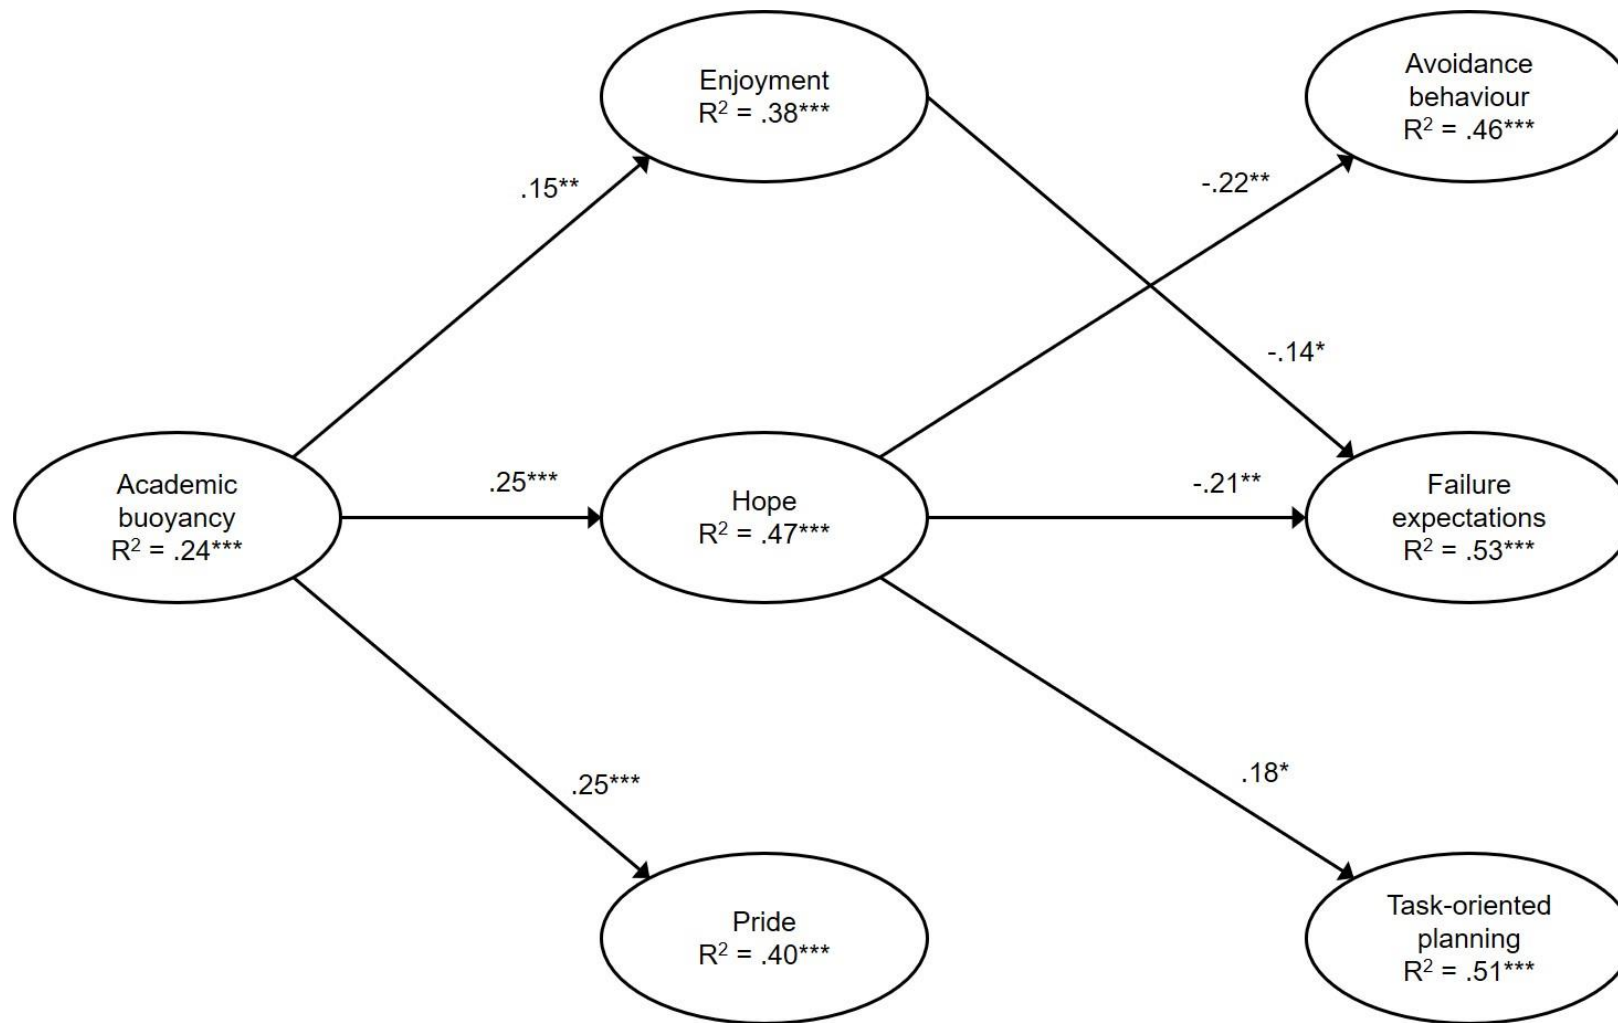 Enjoyment
R² = .38***
Avoidance
behaviour
R² = .46***
.15**
-.22**
-.14*
Academic
buoyancy
R² = .24***
.25***
Hope
R² = .47***
-.21**
Failure
expectations
R² = .53***
.25***
.18*
Pride
R² = .40***
Task-oriented
planning
R² = .51***